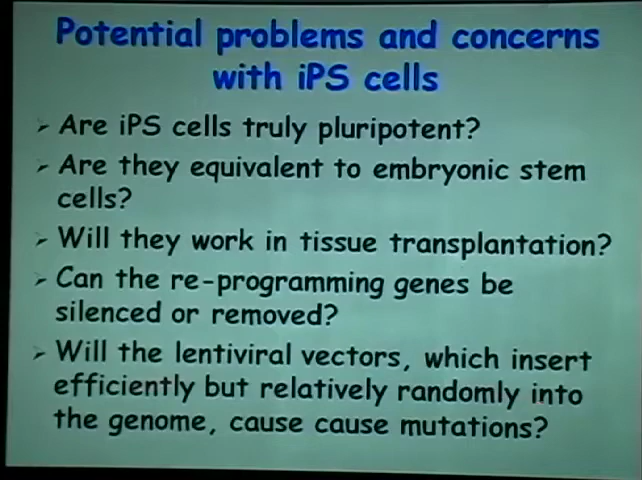 Potential problems and concerns
with iPS cells
➢ Are iPS cells truly pluripotent?
➢ Are they equivalent to embryonic stem
cells?
➢ Will they work in tissue transplantation?
➢ Can the re-programming genes be
silenced or removed?
➢ Will the lentiviral vectors, which insert
efficiently but relatively randomly into
the genome, cause cause mutations?